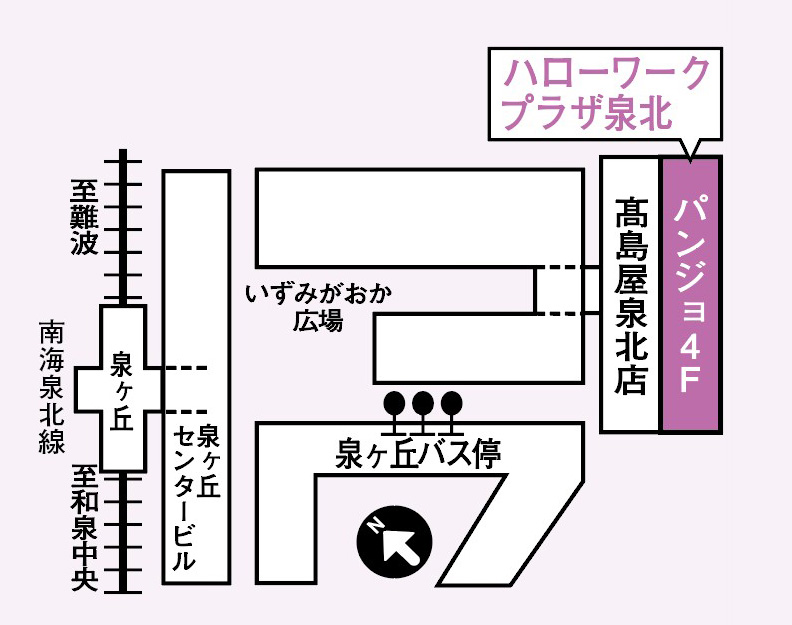 ハローワーク
プラザ泉北
パンジョ4F
髙島屋泉北店
いずみがおか
広場
至難波
南海泉北線
泉ヶ丘
至和泉中央
泉ヶ丘
センタービル
泉ヶ丘バス停
N